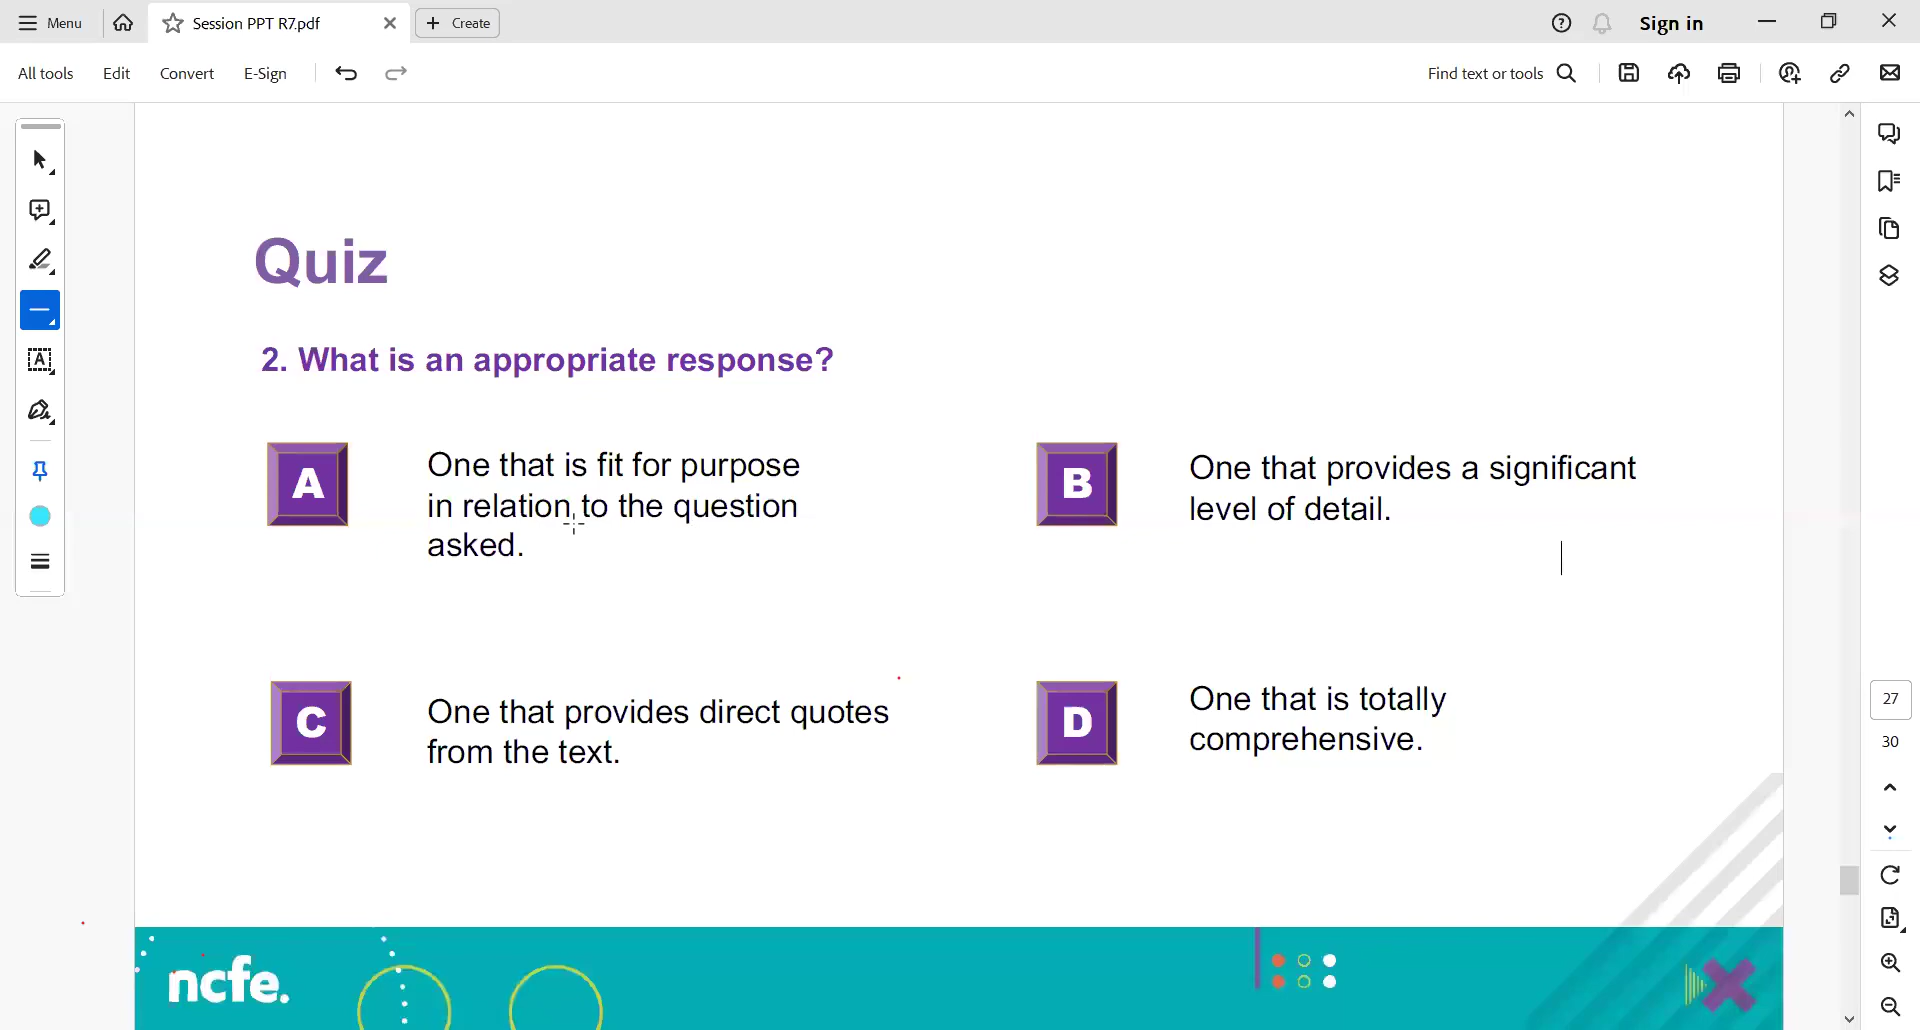 Menu
Session PPT R7.pdf
Create
Sign in
All tools
Edit
Convert
E-Sign
Find text or tools
Quiz
2. What is an appropriate response?
A
One that is fit for purpose
in relation to the question
asked.
B
One that provides a significant
level of detail.
C
One that provides direct quotes
from the text.
D
One that is totally
comprehensive.
27
30
ncfe.